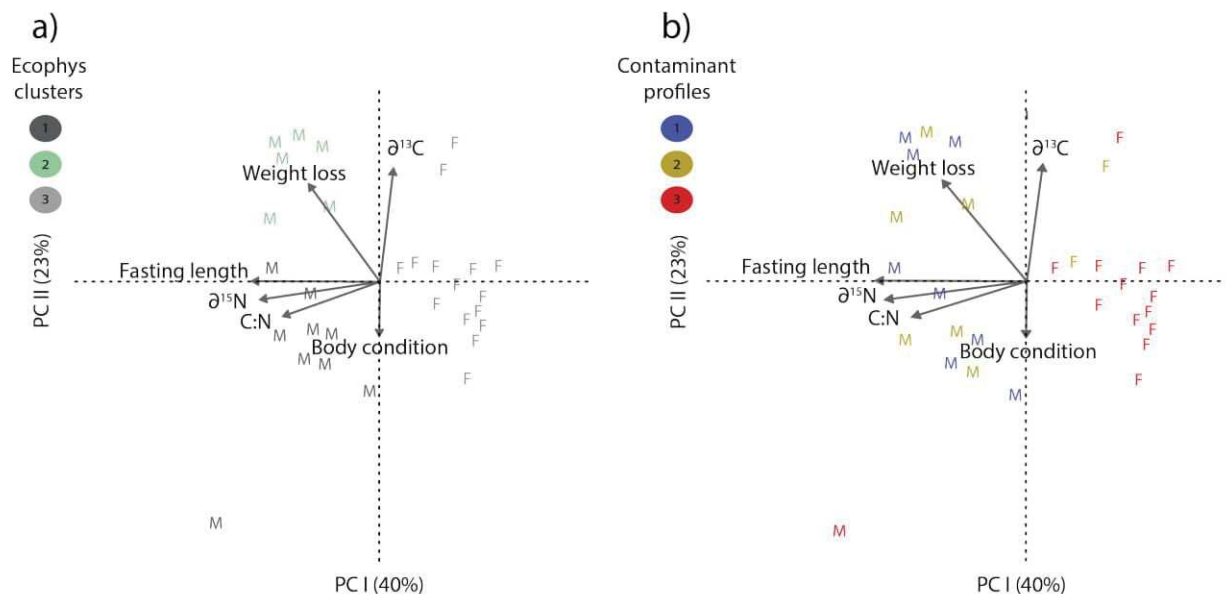 a)
Ecophys
clusters
1
2
3
PC II (23%)
M M M
M
∂¹³C
Weight loss
F
F
M M
M
Fasting length
F F F F F
F
∂¹⁵N
M
F F
C:N
F F F
M M M
F
Body condition
M M
F
M
M
PC I (40%)
b)
Contaminant
profiles
1
2
3
PC II (23%)
M M M
M
∂¹³C
Weight loss
F
F
M M
M
Fasting length
F F F F F
F
∂¹⁵N
M
F F
C:N
F F F
M M M
F
Body condition
M M
F
M
M
PC I (40%)